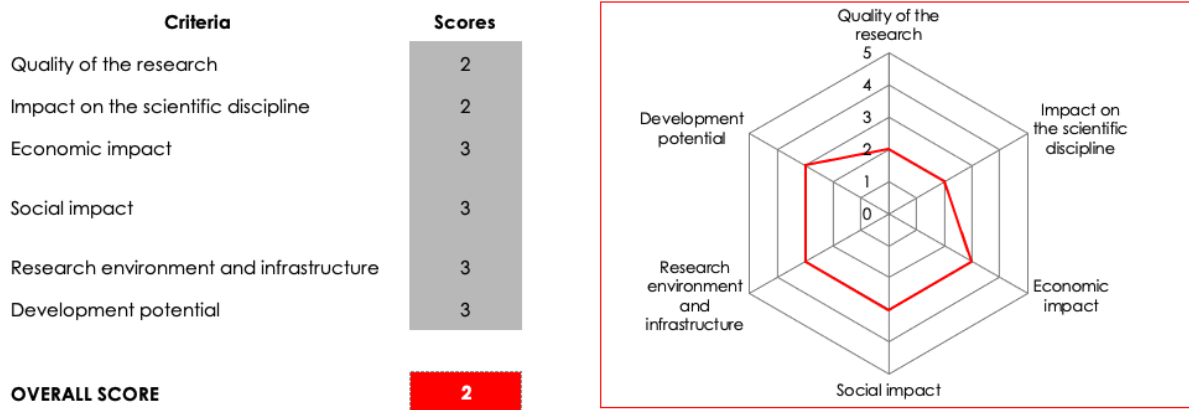 Criteria Scores
Quality of the research 2
Impact on the scientific discipline 2
Economic impact 3
Social impact 3
Research environment and infrastructure 3
Development potential 3
OVERALL SCORE 2
Quality of the
research
5
4
3
2
1
0
Impact on
the scientific
discipline
Economic
impact
Social impact
Research
environment
and
infrastructure
Development
potential